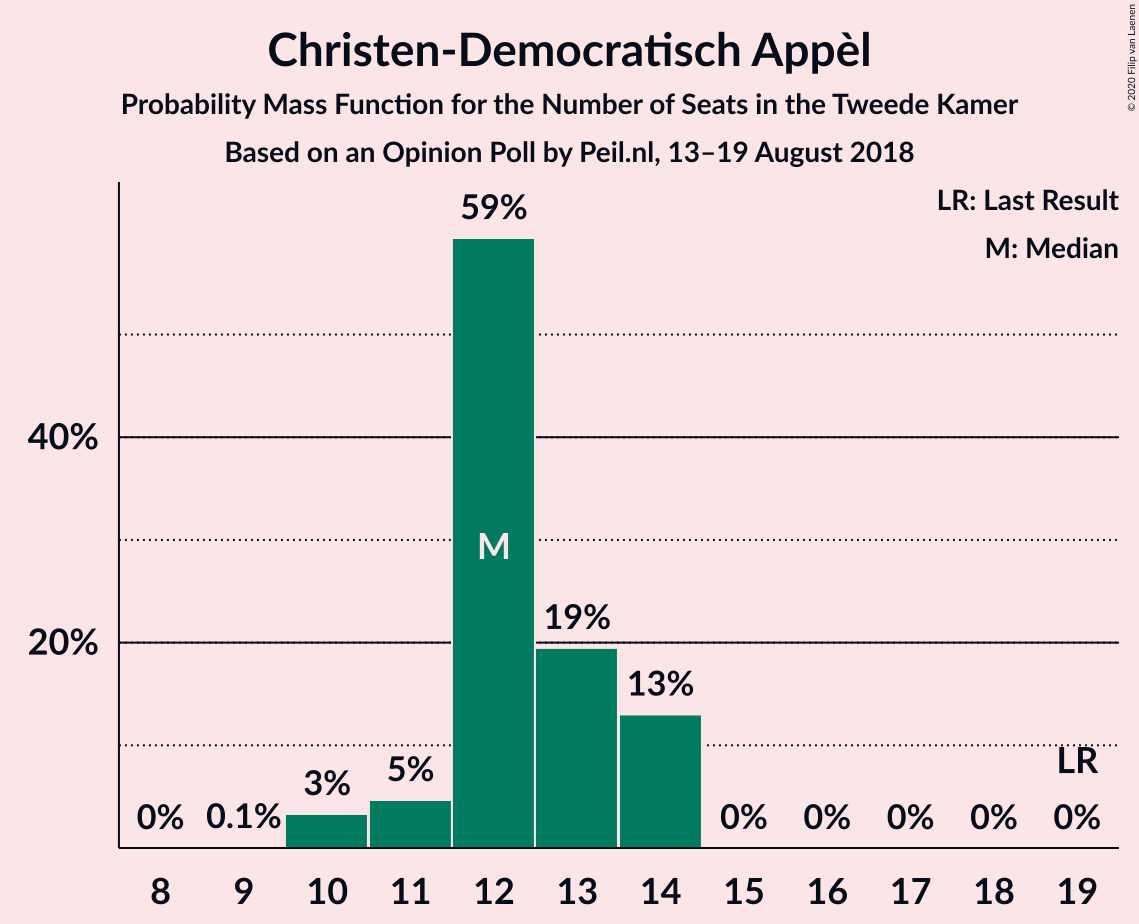 Christen-Democratisch Appèl
Probability Mass Function for the Number of Seats in the Tweede Kamer
Based on an Opinion Poll by Peil.nl, 13–19 August 2018
© 2020 Filip van Laenen
LR: Last Result
M: Median
59%
40%
M
19%
20%
13%
LR
5%
3%
0% 0.1% 0% 0% 0% 0% 0%
8 9 10 11 12 13 14 15 16 17 18 19